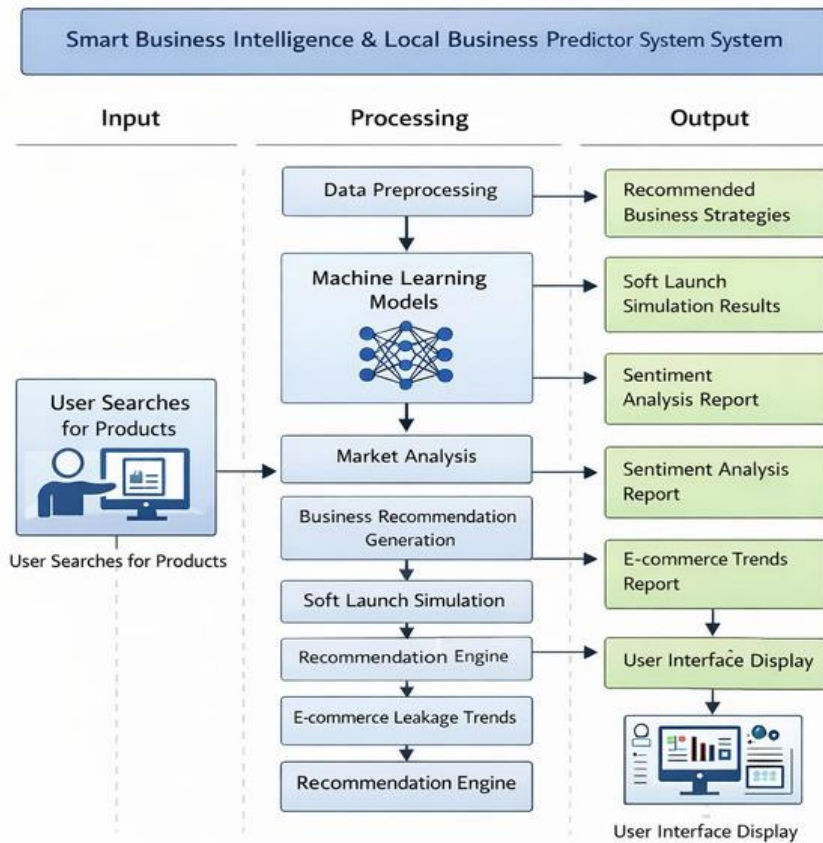 Smart Business Intelligence & Local Business Predictor System System
Input
Processing
Output
Data Preprocessing
Machine Learning
Models
Market Analysis
Business Recommendation
Generation
Soft Launch Simulation
Recommendation Engine
E-commerce Leakage Trends
Recommendation Engine
User Searches
for Products
User Searches for Products
Recommended
Business Strategies
Soft Launch
Simulation Results
Sentiment
Analysis Report
Sentiment Analysis
Report
E-commerce Trends
Report
User Interface Display
User Interface Display